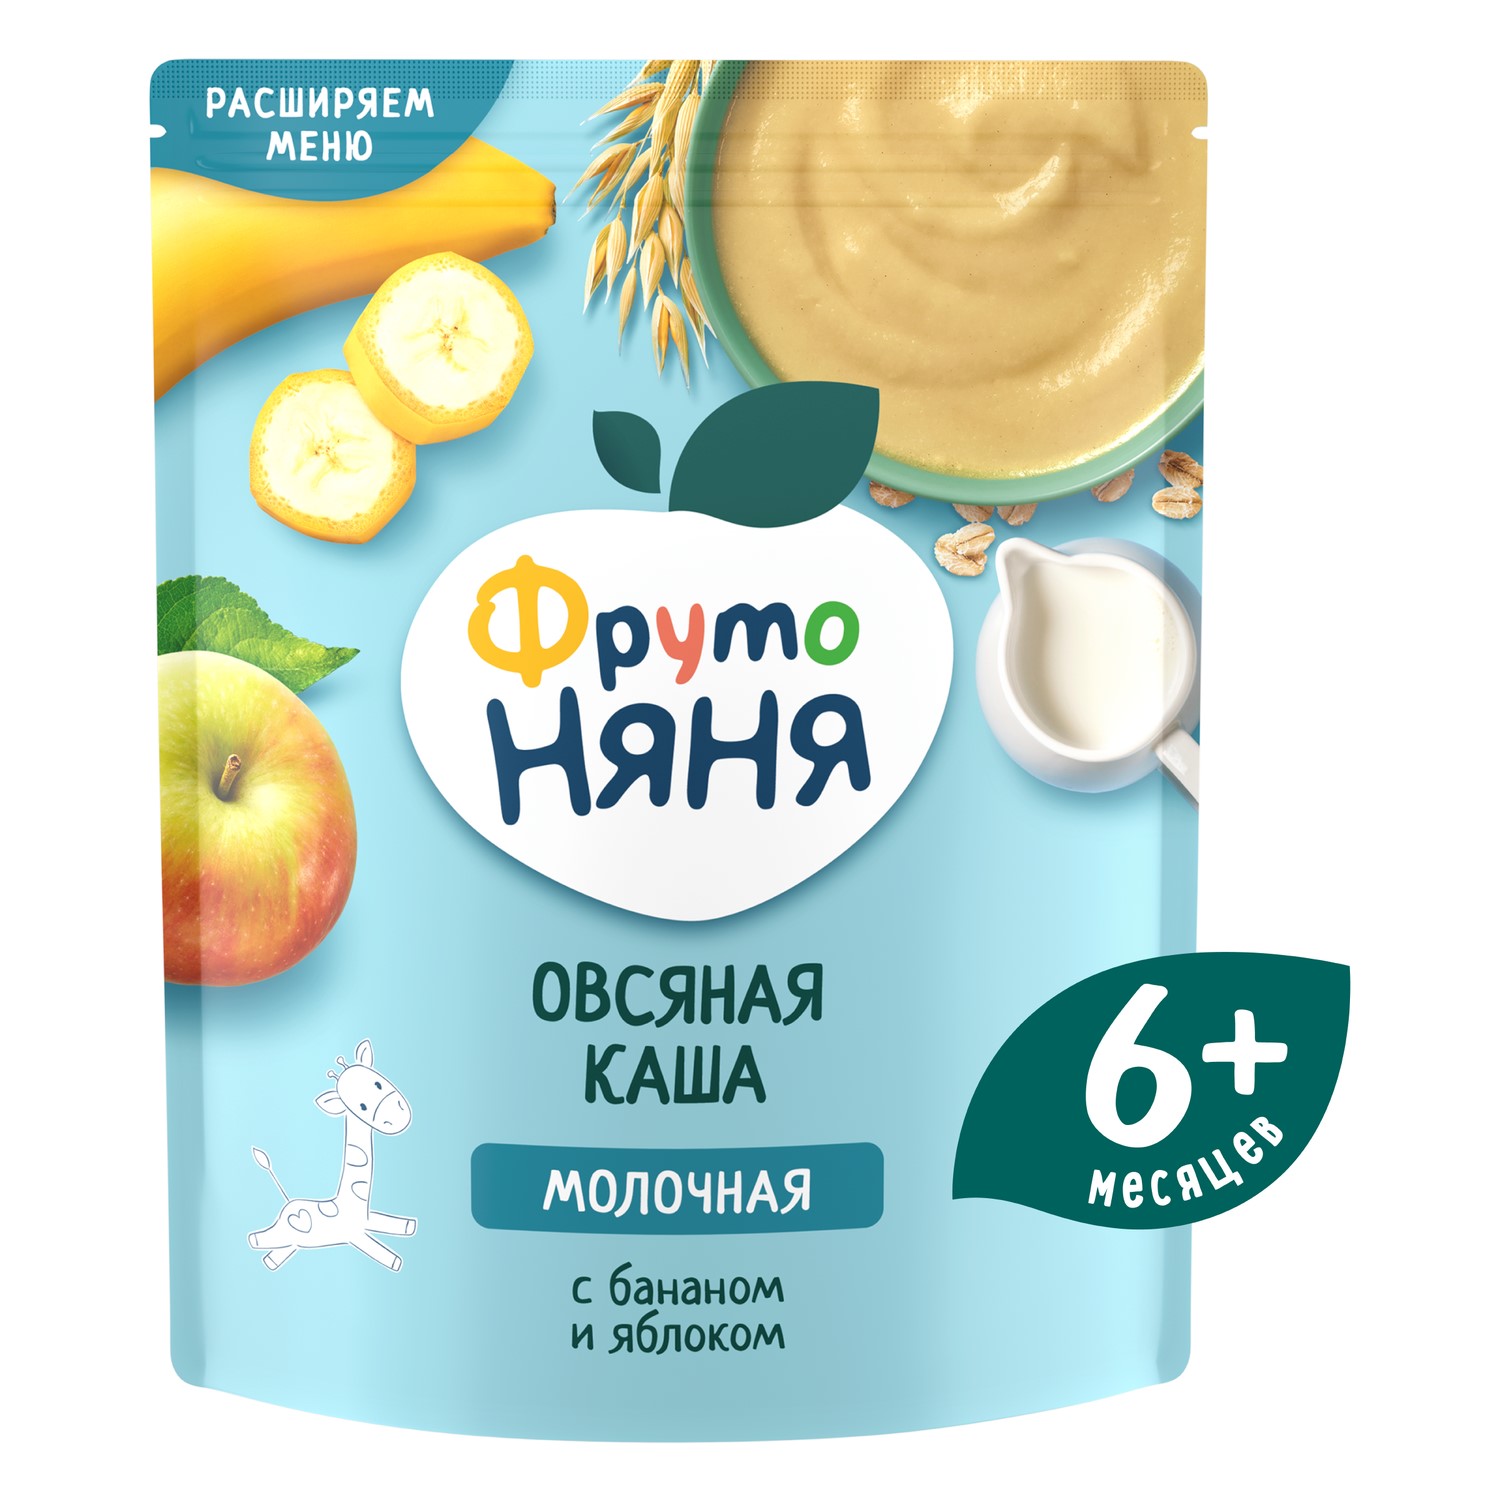 РАСШИРЯЕМ
МЕНЮ
Фруто
НЯНЯ
ОВСЯНАЯ
КАША
МОЛОЧНАЯ
с бананом
и яблоком
6+
месяцев